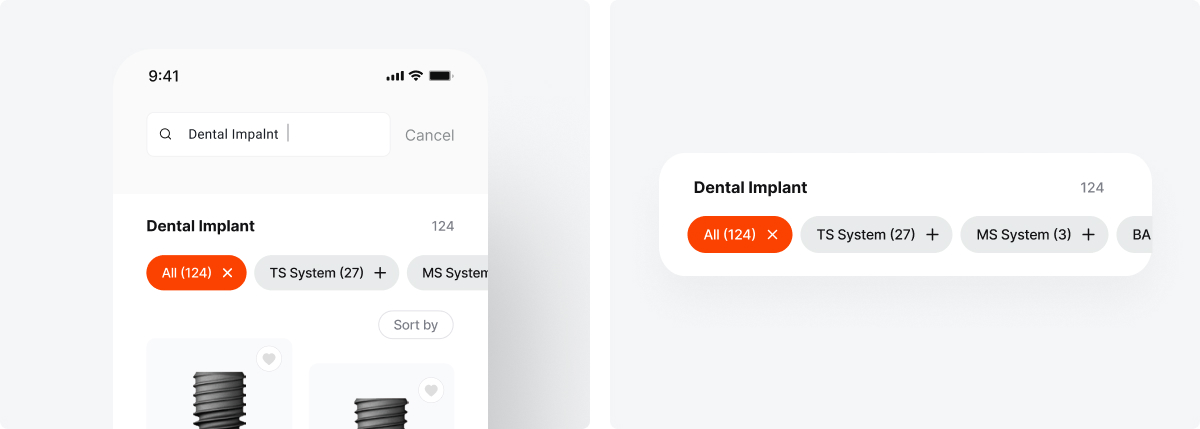 9:41
Dental Impalnt
Cancel
Dental Implant 124
All (124) TS System (27) MS System
Sort by
Dental Implant 124
All (124) TS System (27) MS System (3) BA